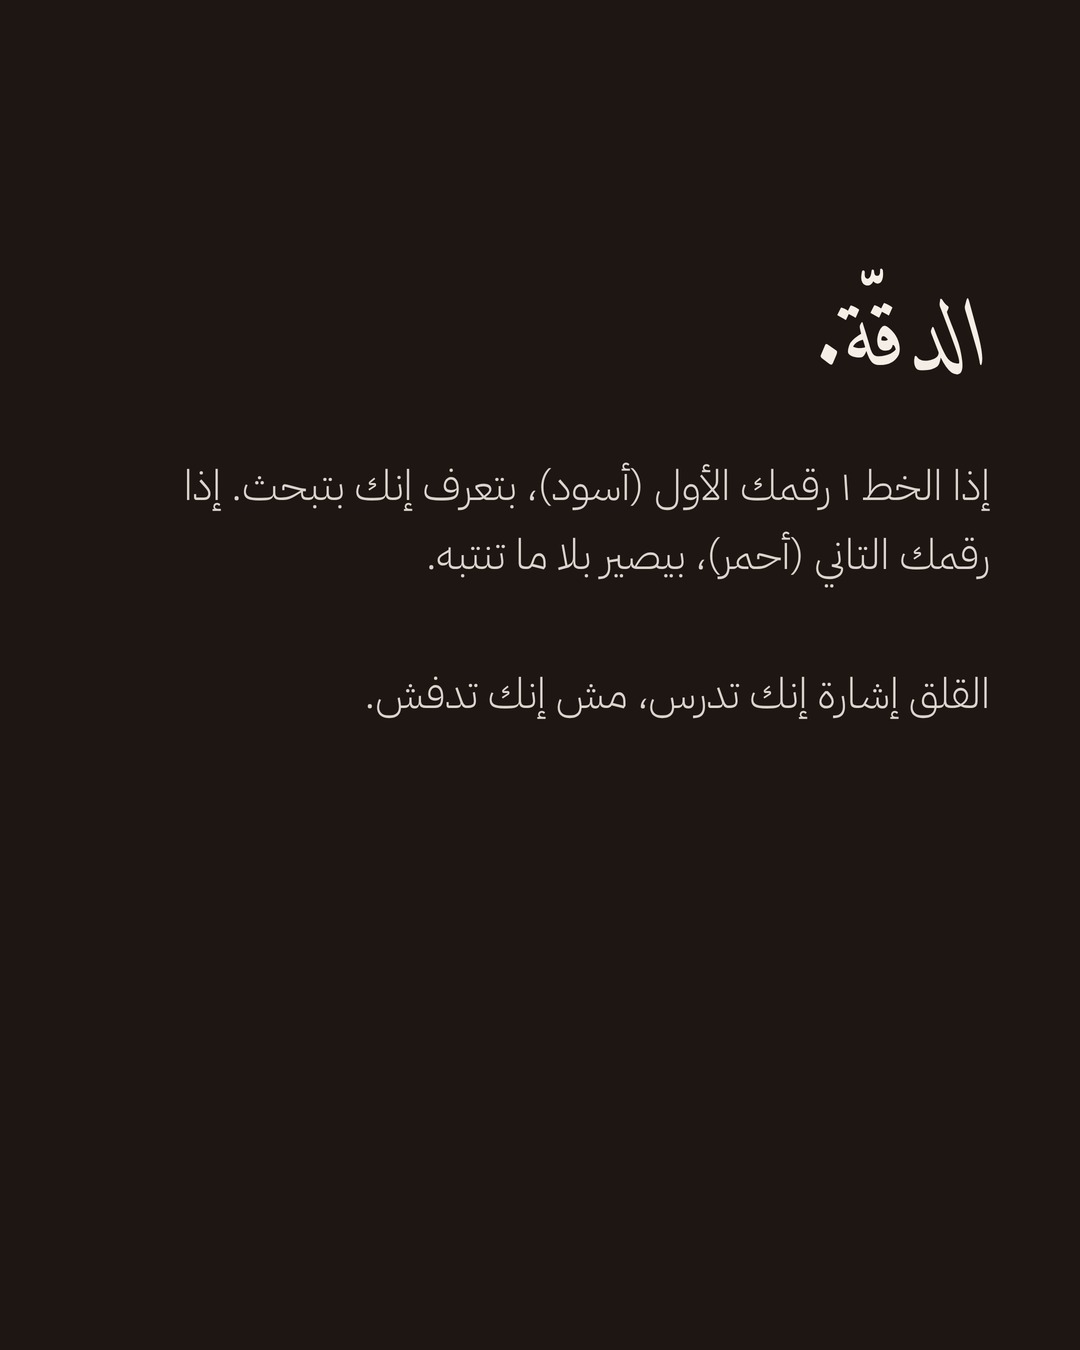 الدقّة.
إذا الخط ١ رقمك الأول (أسود)، بتعرف إنك بتبحث. إذا
رقمك التاني (أحمر)، بيصير بلا ما تنتبه.
القلق إشارة إنك تدرس، مش إنك تدفش.